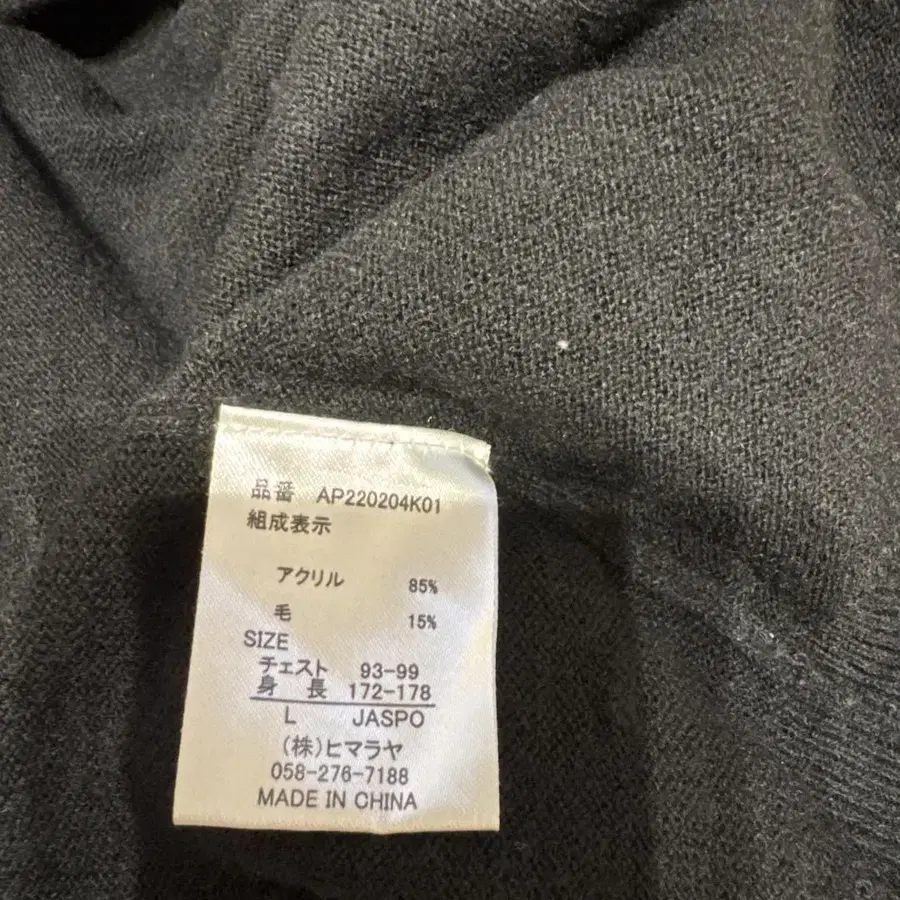 品番 AP220204K01
組成表示
アクリル 85%
毛 15%
SIZE
チェスト 93-99
身長 172-178
L JASPO
(株)ヒマラヤ
058-276-7188
MADE IN CHINA